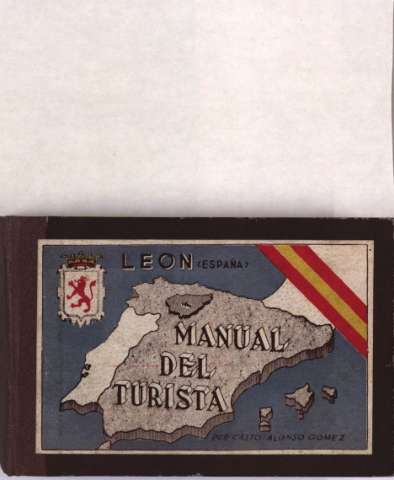 LEON (ESPAÑA)
MANUAL
DEL
TURISTA
POR CASTO ALONSO GOMEZ